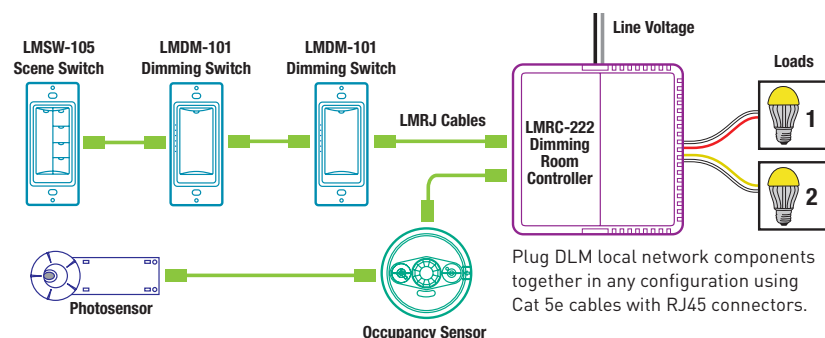 LMSW-105
Scene Switch
LMDM-101
Dimming Switch
LMDM-101
Dimming Switch
Line Voltage
Loads
LMRJ Cables
LMRC-222
Dimming
Room
Controller
1
2
Photosensor
Occupancy Sensor
Plug DLM local network components
together in any configuration using
Cat 5e cables with RJ45 connectors.